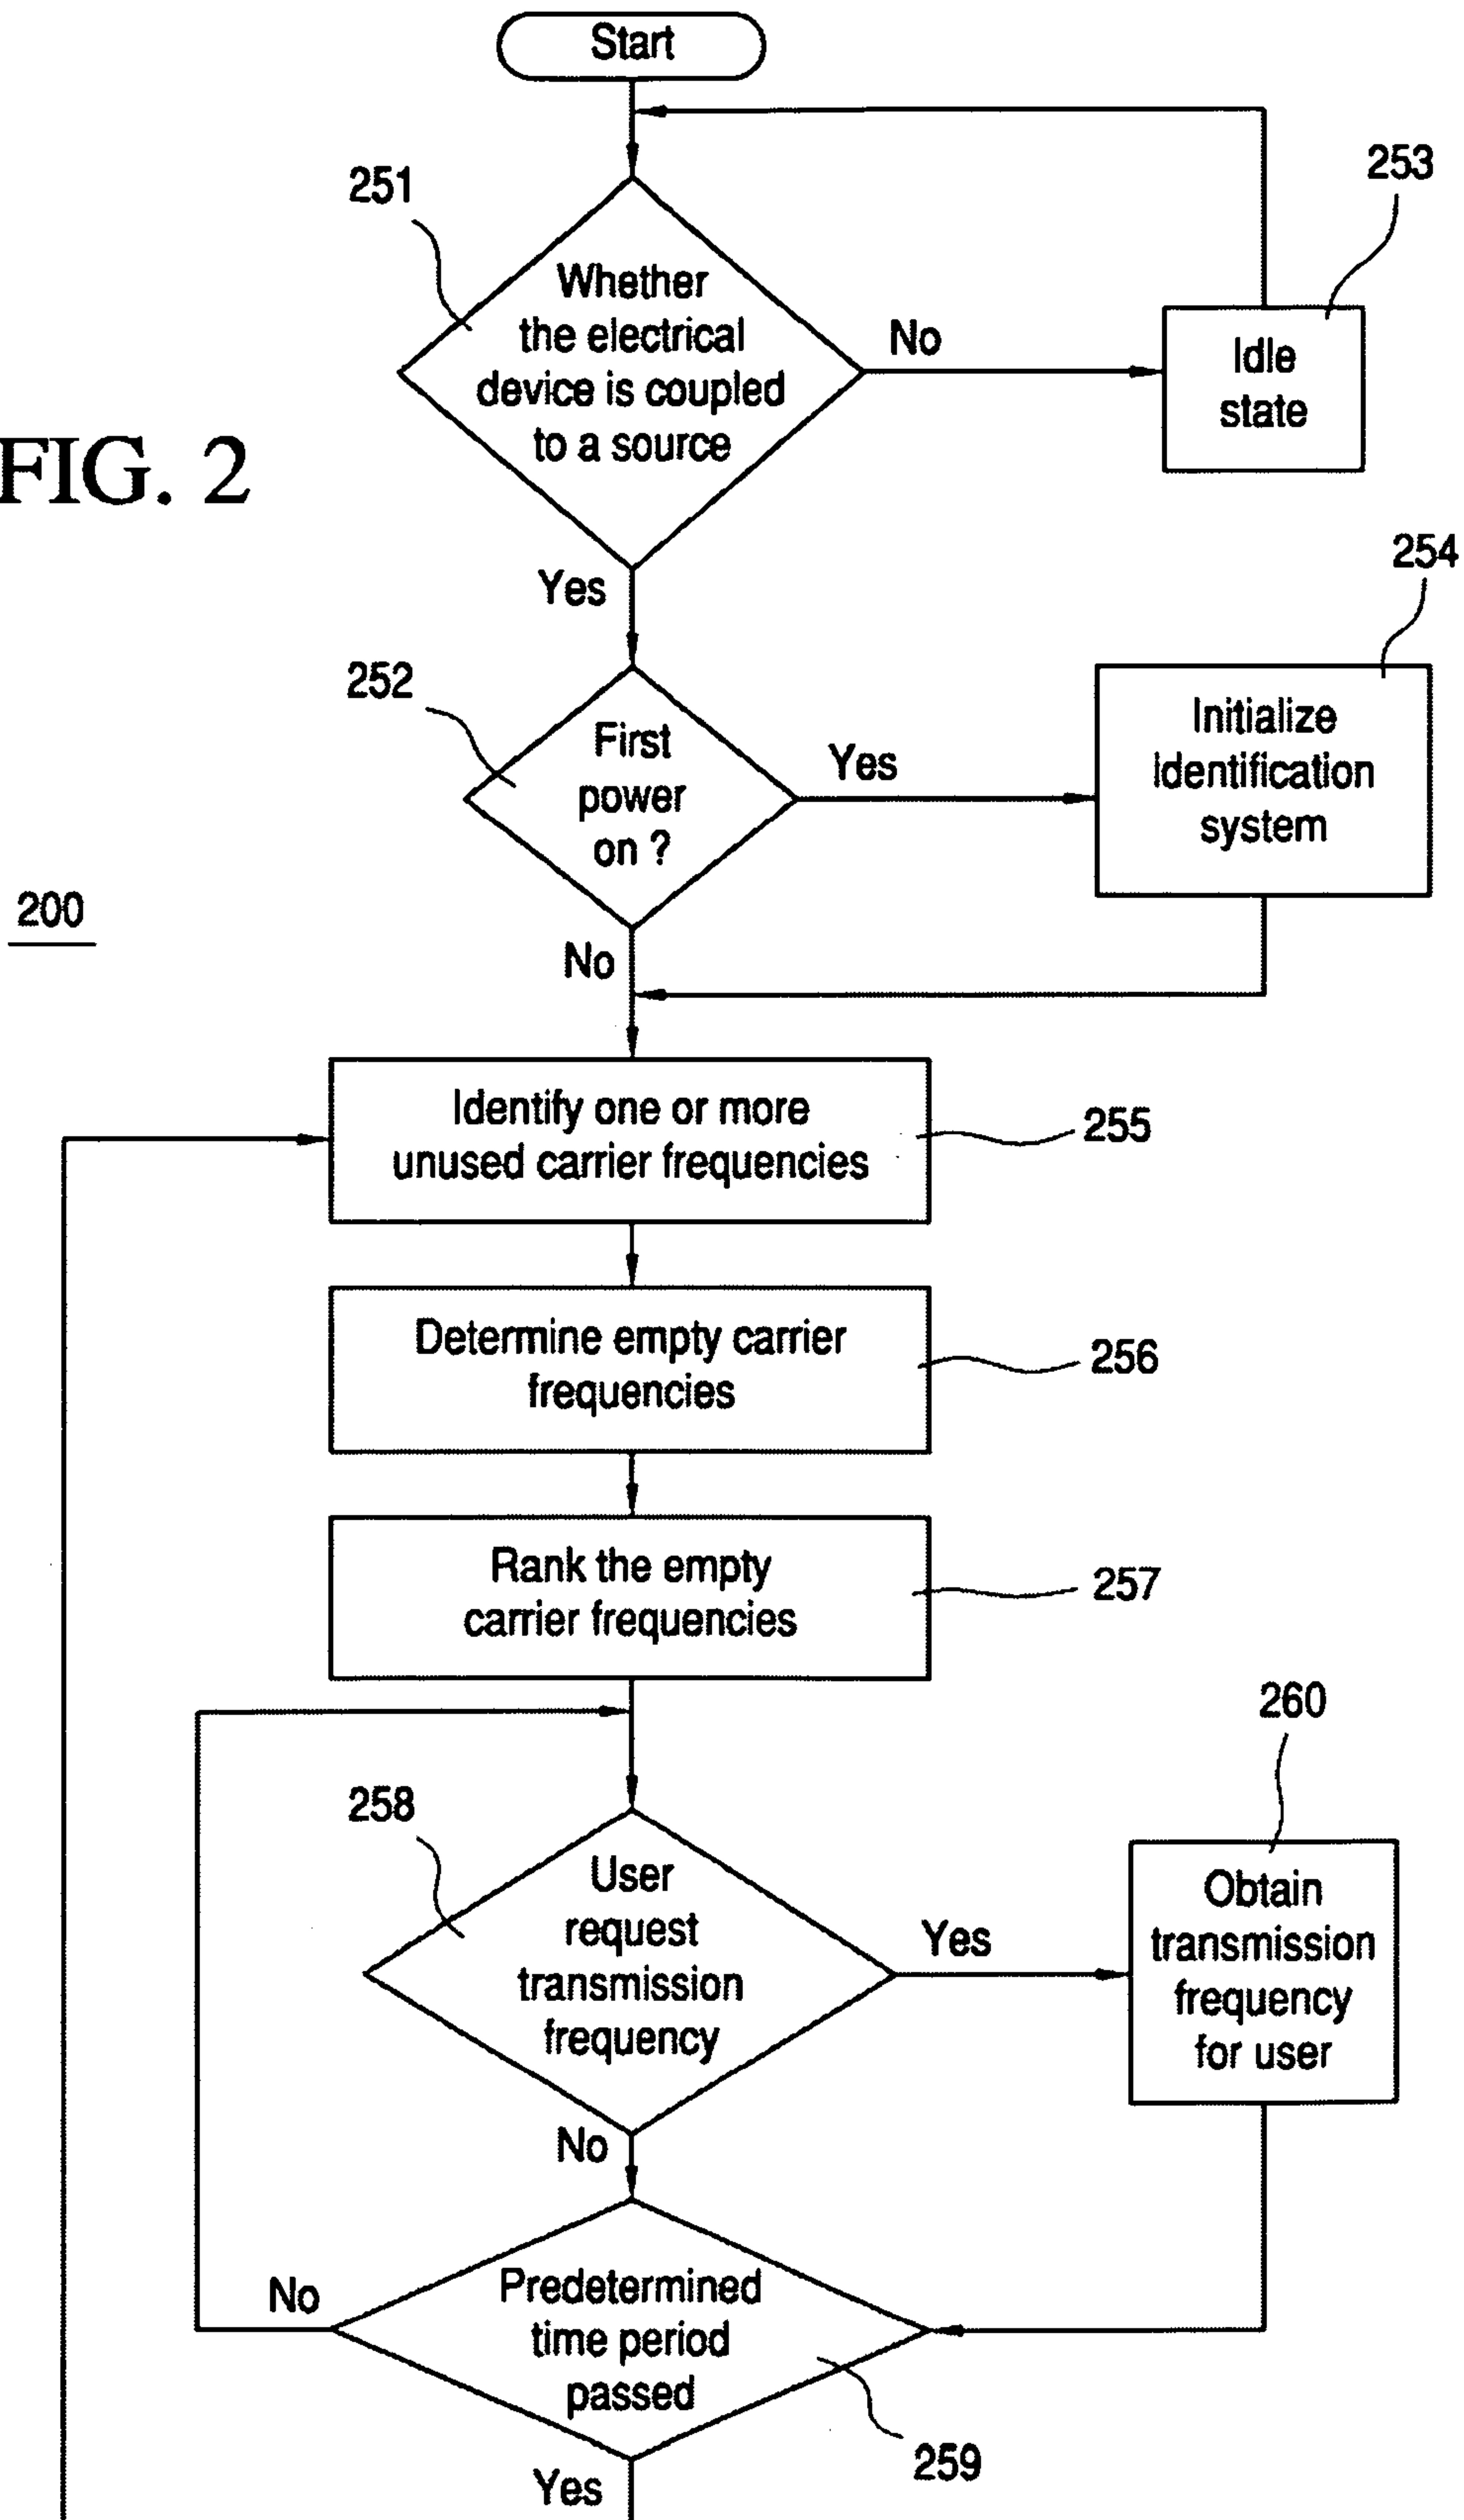 Start
253
251
Whether
the electrical
device is coupled
to a source
No
Idle
state
FIG. 2
254
Yes
252
First
power
on ?
Yes
Initialize
identification
system
200
No
Identify one or more
unused carrier frequencies
255
Determine empty carrier
frequencies
256
Rank the empty
carrier frequencies
257
260
258
User
request
transmission
frequency
Yes
Obtain
transmission
frequency
for user
No
No
Predetermined
time period
passed
259
Yes